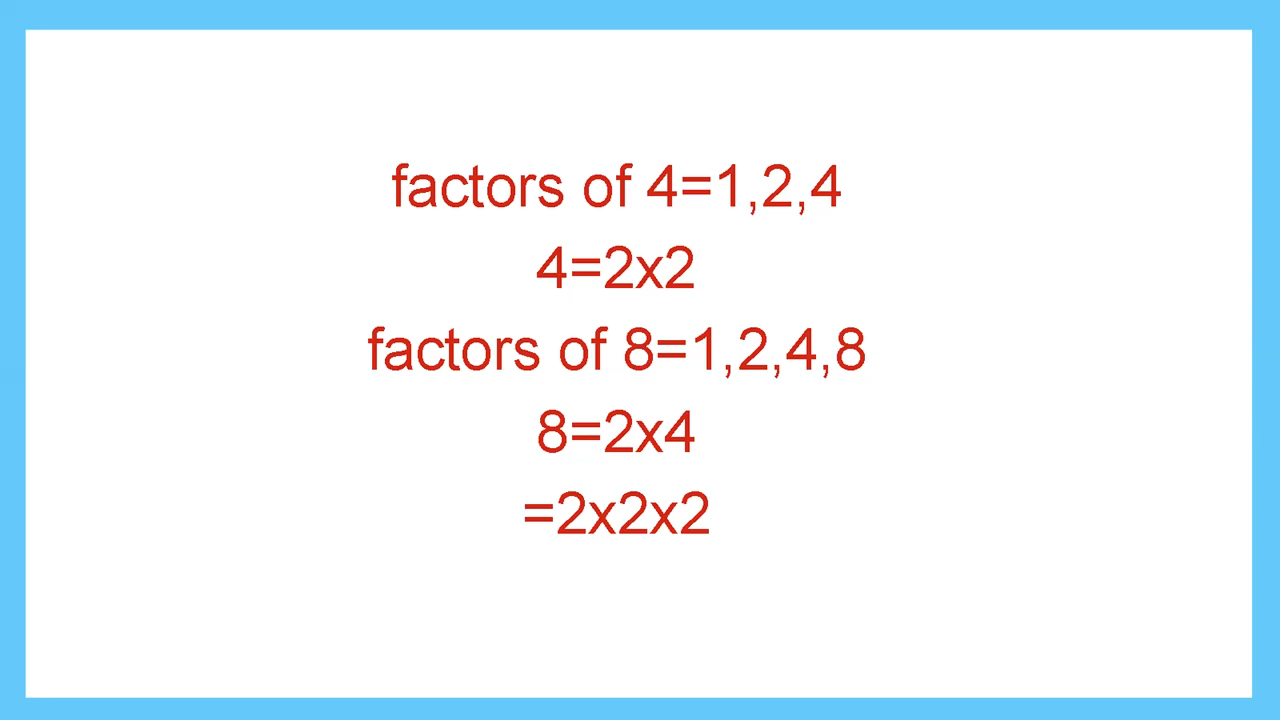 factors of 4=1,2,4
4=2x2
factors of 8=1,2,4,8
8=2x4
=2x2x2